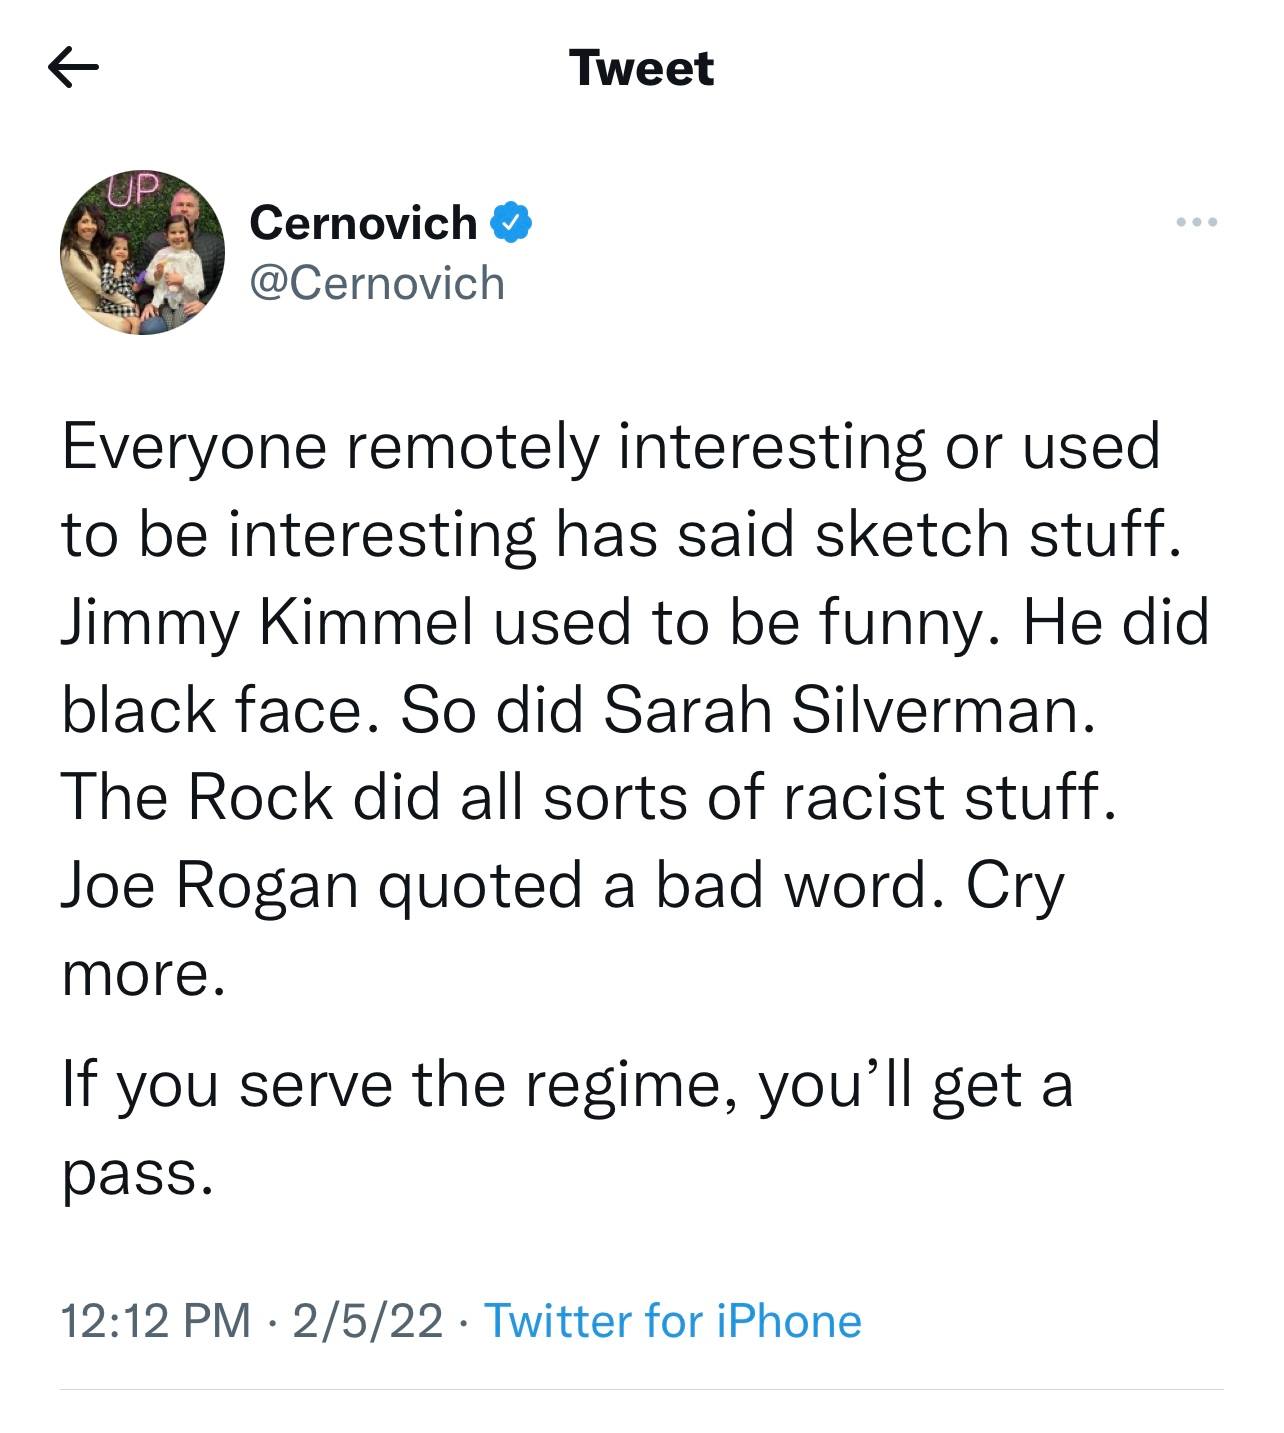 Tweet
UP
Cernovich
@Cernovich
Everyone remotely interesting or used
to be interesting has said sketch stuff.
Jimmy Kimmel used to be funny. He did
black face. So did Sarah Silverman.
The Rock did all sorts of racist stuff.
Joe Rogan quoted a bad word. Cry
more.
If you serve the regime, you’ll get a
pass.
12:12 PM · 2/5/22 · Twitter for iPhone